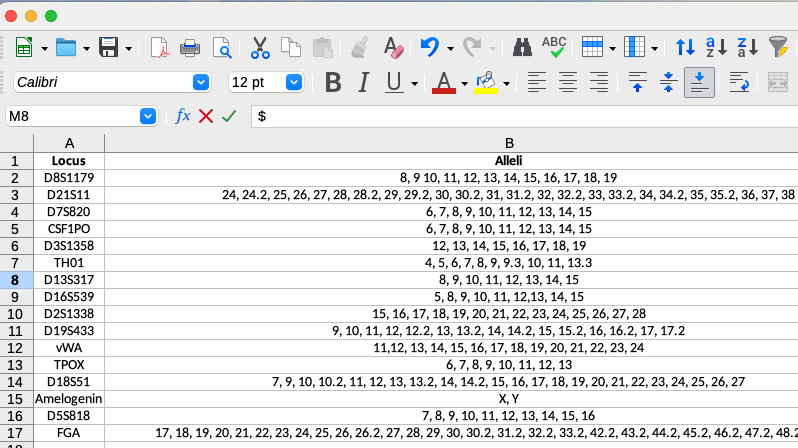 ABC
Calibri 12 pt B I U A
M8 fx $
A B
1 Locus Alleli
2 D8S1179 8, 9 10, 11, 12, 13, 14, 15, 16, 17, 18, 19
3 D21S11 24, 24.2, 25, 26, 27, 28, 28.2, 29, 29.2, 30, 30.2, 31, 31.2, 32, 32.2, 33, 33.2, 34, 34.2, 35, 35.2, 36, 37, 38
4 D7S820 6, 7, 8, 9, 10, 11, 12, 13, 14, 15
5 CSF1PO 6, 7, 8, 9, 10, 11, 12, 13, 14, 15
6 D3S1358 12, 13, 14, 15, 16, 17, 18, 19
7 TH01 4, 5, 6, 7, 8, 9, 9.3, 10, 11, 13.3
8 D13S317 8, 9, 10, 11, 12, 13, 14, 15
9 D16S539 5, 8, 9, 10, 11, 12,13, 14, 15
10 D2S1338 15, 16, 17, 18, 19, 20, 21, 22, 23, 24, 25, 26, 27, 28
11 D19S433 9, 10, 11, 12, 12.2, 13, 13.2, 14, 14.2, 15, 15.2, 16, 16.2, 17, 17.2
12 vWA 11,12, 13, 14, 15, 16, 17, 18, 19, 20, 21, 22, 23, 24
13 TPOX 6, 7, 8, 9, 10, 11, 12, 13
14 D18S51 7, 9, 10, 10.2, 11, 12, 13, 13.2, 14, 14.2, 15, 16, 17, 18, 19, 20, 21, 22, 23, 24, 25, 26, 27
15 Amelogenin X, Y
16 D5S818 7, 8, 9, 10, 11, 12, 13, 14, 15, 16
17 FGA 17, 18, 19, 20, 21, 22, 23, 24, 25, 26, 26.2, 27, 28, 29, 30, 30.2, 31.2, 32.2, 33.2, 42.2, 43.2, 44.2, 45.2, 46.2, 47.2, 48.2